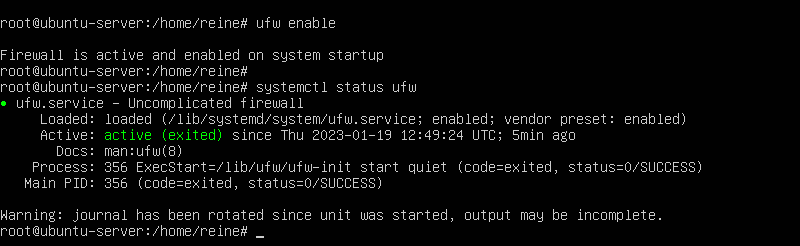 root@ubuntu-server:/home/reine# ufw enable
Firewall is active and enabled on system startup
root@ubuntu-server:/home/reine#
root@ubuntu-server:/home/reine# systemctl status ufw
● ufw.service - Uncomplicated firewall
Loaded: loaded (/lib/systemd/system/ufw.service; enabled; vendor preset: enabled)
Active: active (exited) since Thu 2023-01-19 12:49:24 UTC; 5min ago
Docs: man:ufw(8)
Process: 356 ExecStart=/lib/ufw/ufw-init start quiet (code=exited, status=0/SUCCESS)
Main PID: 356 (code=exited, status=0/SUCCESS)
Warning: journal has been rotated since unit was started, output may be incomplete.
root@ubuntu-server:/home/reine# _